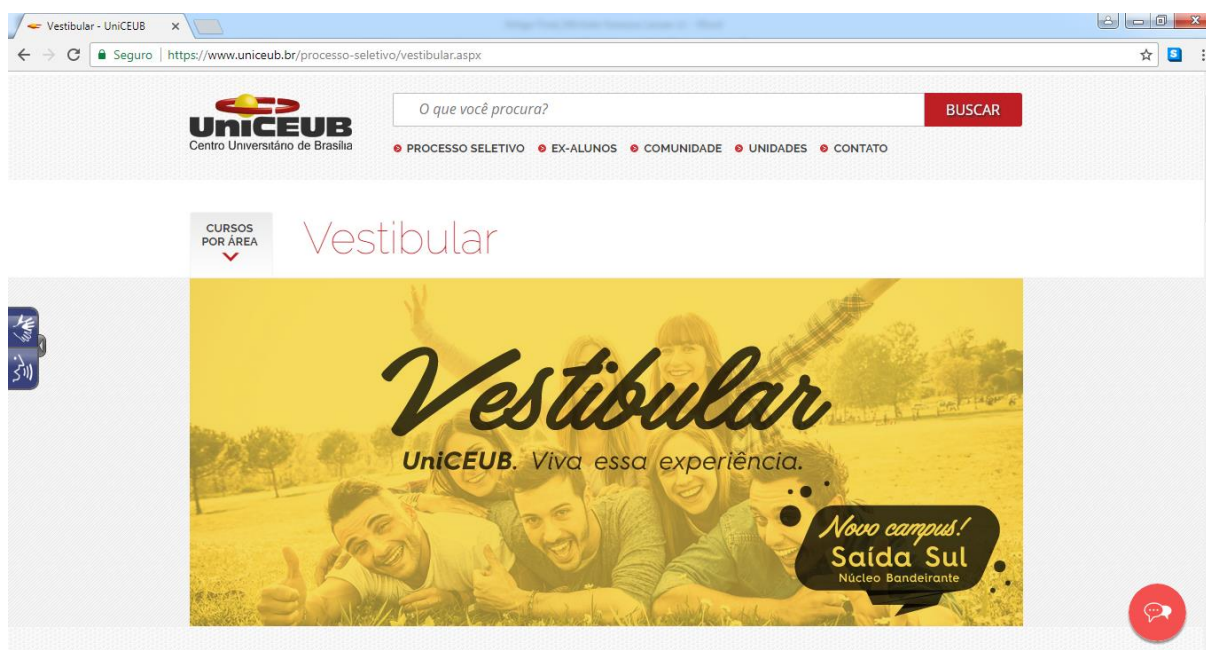 Vestibular - UniCEUB
Seguro | https://www.uniceub.br/processo-seletivo/vestibular.aspx
UniCEUB
Centro Universitário de Brasília
O que você procura?
BUSCAR
PROCESSO SELETIVO
EX-ALUNOS
COMUNIDADE
UNIDADES
CONTATO
CURSOS
POR ÁREA
Vestibular
Vestibular
UniCEUB. Viva essa experiência.
Novo campus!
Saída Sul
Núcleo Bandeirante